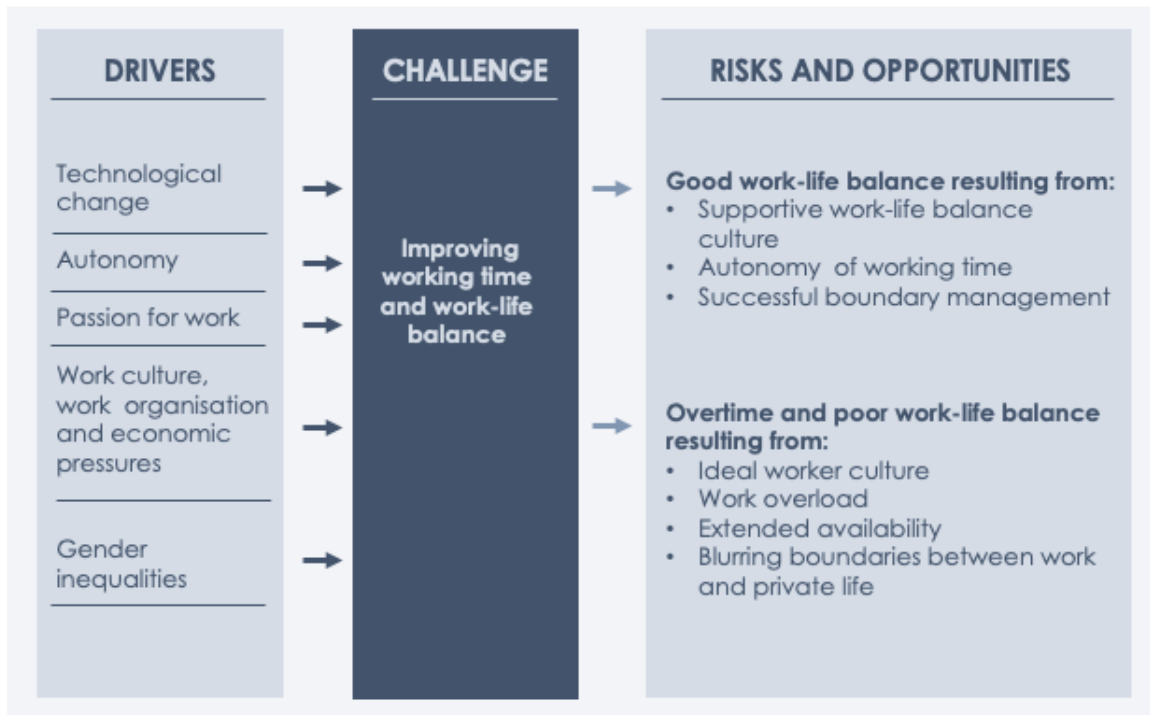 DRIVERS
Technological
change
Autonomy
Passion for work
Work culture,
work organisation
and economic
pressures
Gender
inequalities
CHALLENGE
Improving
working time
and work-life
balance
RISKS AND OPPORTUNITIES
Good work-life balance resulting from:
• Supportive work-life balance
culture
• Autonomy of working time
• Successful boundary management
Overtime and poor work-life balance
resulting from:
• Ideal worker culture
• Work overload
• Extended availability
• Blurring boundaries between work
and private life